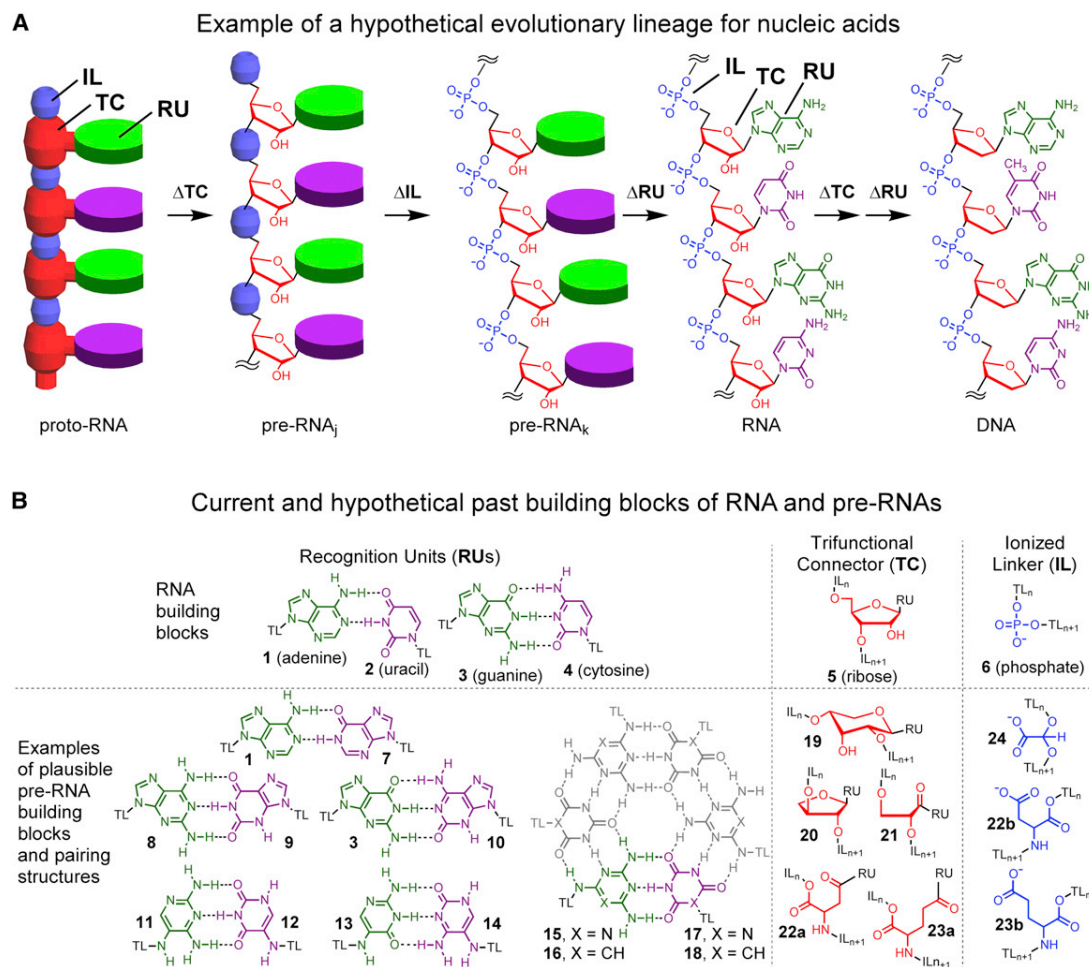 A Example of a hypothetical evolutionary lineage for nucleic acids
IL
TC
RU
ΔTC
ΔIL
ΔRU
IL
TC
RU
ΔTC
ΔRU
proto-RNA
pre-RNAj
pre-RNAk
RNA
DNA
B Current and hypothetical past building blocks of RNA and pre-RNAs
Recognition Units (RUs)
Trifunctional
Connector (TC)
Ionized
Linker (IL)
RNA
building
blocks
1 (adenine)
2 (uracil)
3 (guanine)
4 (cytosine)
5 (ribose)
6 (phosphate)
Examples
of plausible
pre-RNA
building
blocks
and pairing
structures
1
7
8
9
3
10
11
12
13
14
15, X = N
16, X = CH
17, X = N
18, X = CH
19
20
21
22a
23a
24
22b
23b